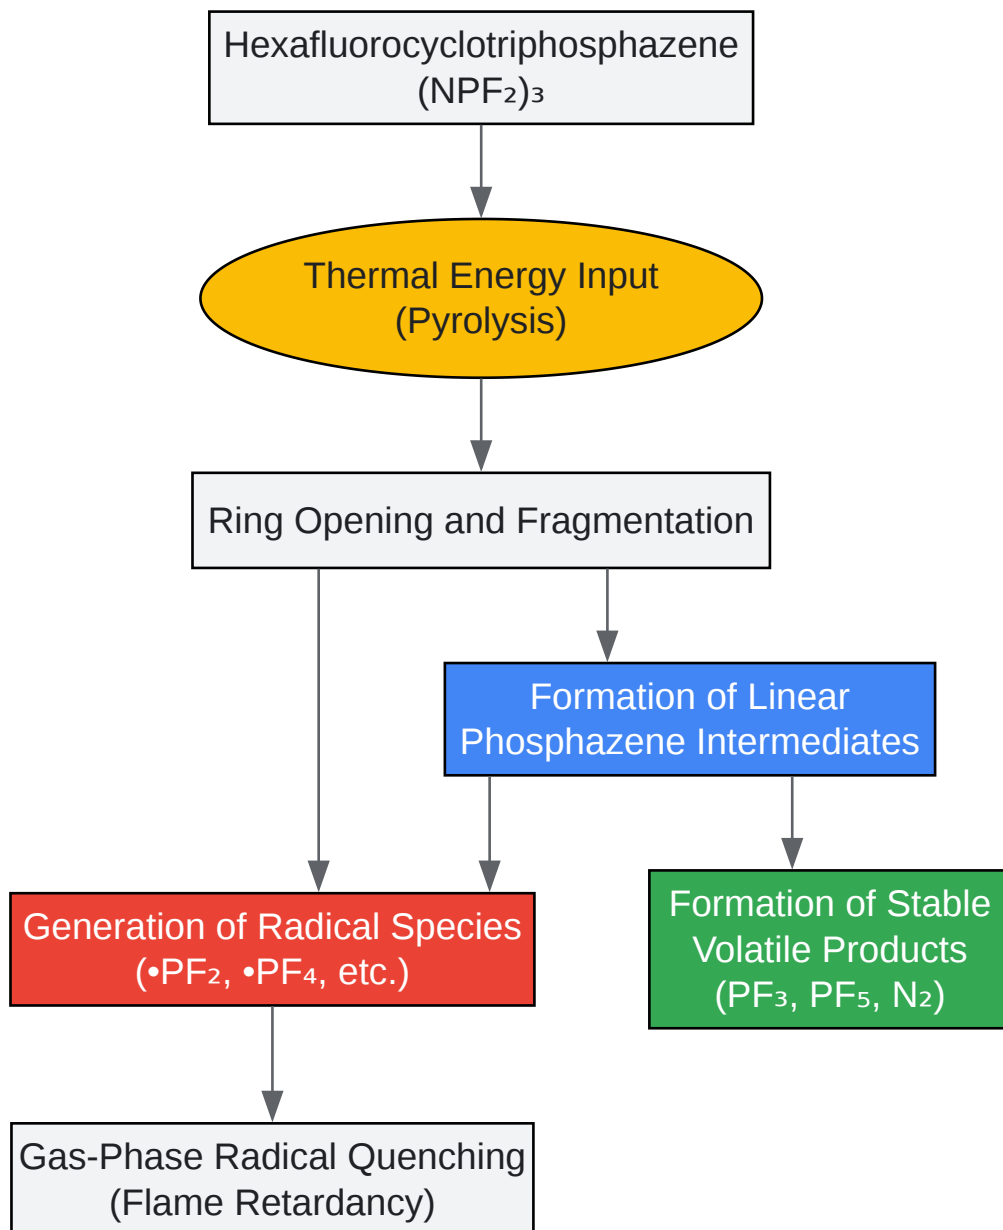 Hexafluorocyclotriphosphazene
(NPF₂)₃
Thermal Energy Input
(Pyrolysis)
Ring Opening and Fragmentation
Formation of Linear
Phosphazene Intermediates
Generation of Radical Species
(•PF₂, •PF₄, etc.)
Formation of Stable
Volatile Products
(PF₃, PF₅, N₂)
Gas-Phase Radical Quenching
(Flame Retardancy)